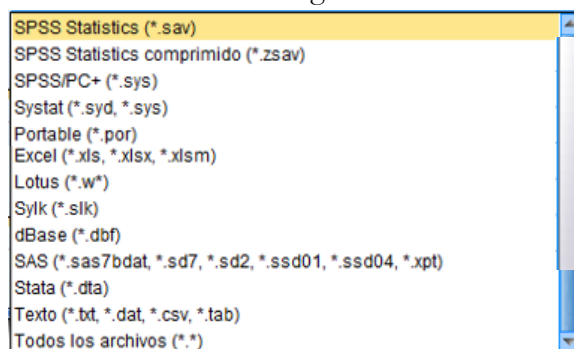 SPSS Statistics (*.sav)
SPSS Statistics comprimido (*.zsav)
SPSS/PC+ (*.sys)
Systat (*.syd, *.sys)
Portable (*.por)
Excel (*.xls, *.xlsx, *.xlsm)
Lotus (*.w*)
Sylk (*.slk)
dBase (*.dbf)
SAS (*.sas7bdat, *.sd7, *.sd2, *.ssd01, *.ssd04, *.xpt)
Stata (*.dta)
Texto (*.txt, *.dat, *.csv, *.tab)
Todos los archivos (*.*)